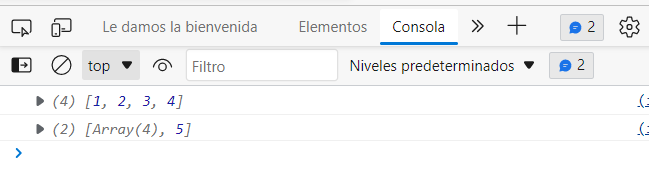 Le damos la bienvenida Elementos Consola 2
top Filtro Niveles predeterminados 2
(4) [1, 2, 3, 4]
(2) [Array(4), 5]